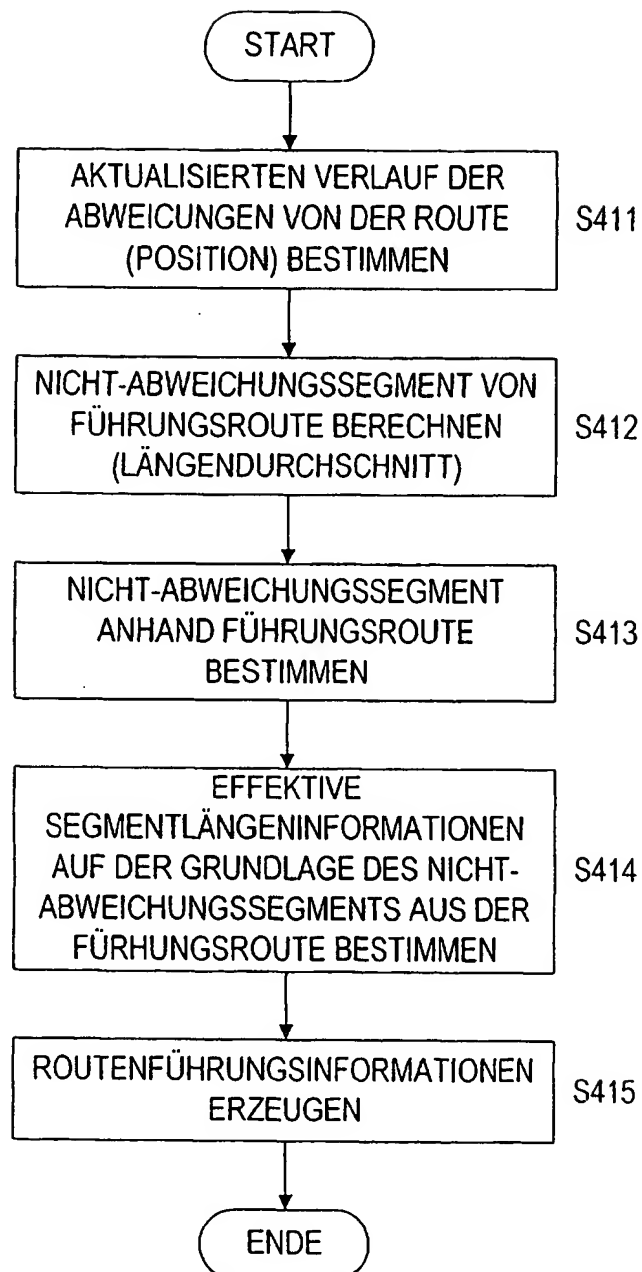 START
AKTUALISIERTEN VERLAUF DER
ABWEICUNGEN VON DER ROUTE
(POSITION) BESTIMMEN
S411
NICHT-ABWEICHUNGSSEGMENT VON
FÜHRUNGSROUTE BERECHNEN
(LÄNGENDURCHSCHNITT)
S412
NICHT-ABWEICHUNGSSEGMENT
ANHAND FÜHRUNGSROUTE
BESTIMMEN
S413
EFFEKTIVE
SEGMENTLÄNGENINFORMATIONEN
AUF DER GRUNDLAGE DES NICHT-
ABWEICHUNGSSEGMENTS AUS DER
FÜRHUNGSROUTE BESTIMMEN
S414
ROUTENFÜHRUNGSINFORMATIONEN
ERZEUGEN
S415
ENDE